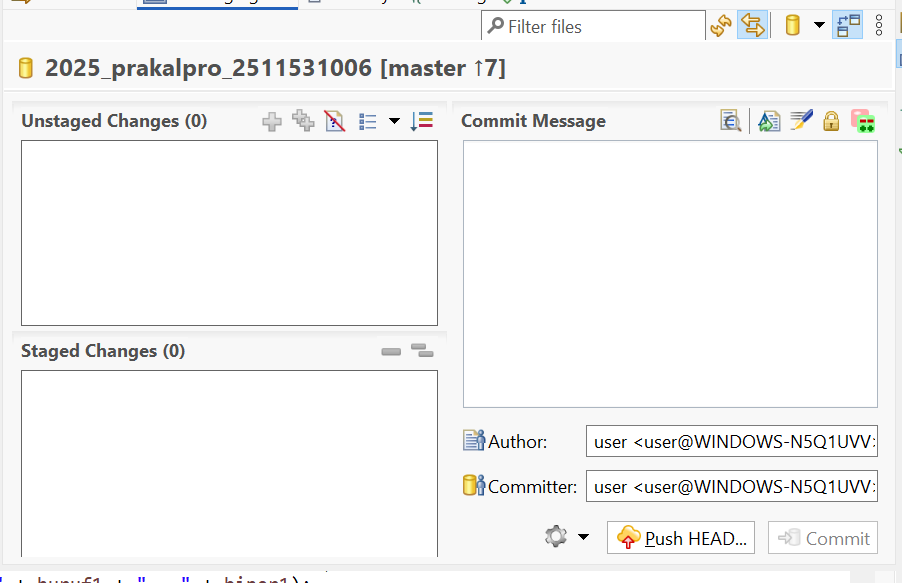 Filter files
2025_prakalpro_2511531006 [master ↑7]
Unstaged Changes (0)
Commit Message
Staged Changes (0)
Author: user <user@WINDOWS-N5Q1UVV>
Committer: user <user@WINDOWS-N5Q1UVV>
Push HEAD...
Commit